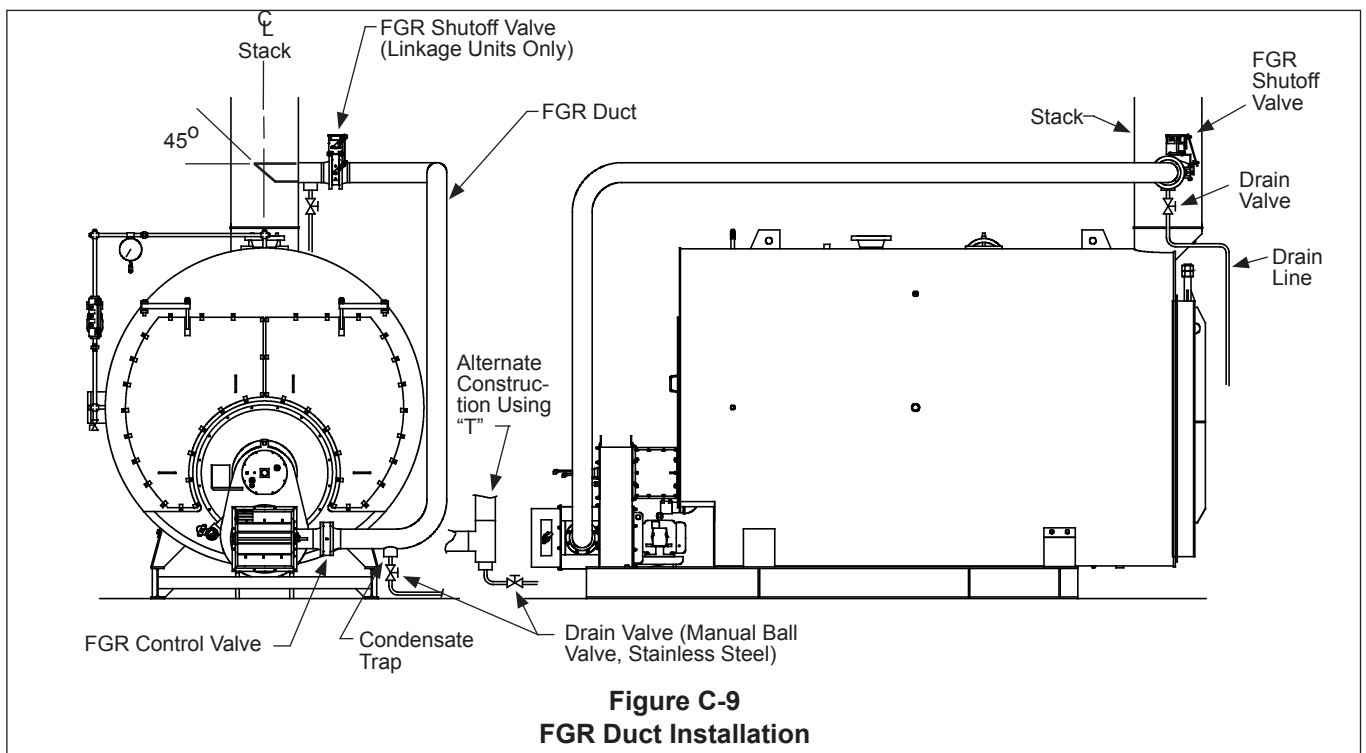 ℄
Stack
FGR Shutoff Valve
(Linkage Units Only)
45o
FGR Duct
Stack
FGR
Shutoff
Valve
Drain
Valve
Drain
Line
Alternate
Construc-
tion Using
“T”
FGR Control Valve
Condensate
Trap
Drain Valve (Manual Ball
Valve, Stainless Steel)
Figure C-9
FGR Duct Installation